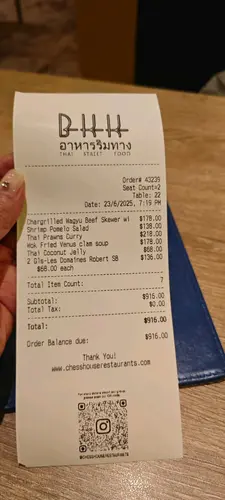 BHH
อาหารริมทาง
THAI STREET FOOD
Order# 43239
Seat Count=2
Table: 22
Date: 23/6/2025, 7:19 PM
Chargrilled Wagyu Beef Skewer wi $178.00
Shrimp Pomelo Salad $138.00
Thai Prawns Curry $218.00
Wok Fried Venus clam soup $178.00
Thai Coconut Jelly $68.00
2 Gls-Les Domaines Robert SB $136.00
$68.00 each
Total Item Count: 7
Subtotal: $916.00
Total Tax: $0.00
Total: $916.00
Order Balance due: $916.00
Thank You!
www.chesshouserestaurants.com
@CHESSHOUSERESTAURANTS